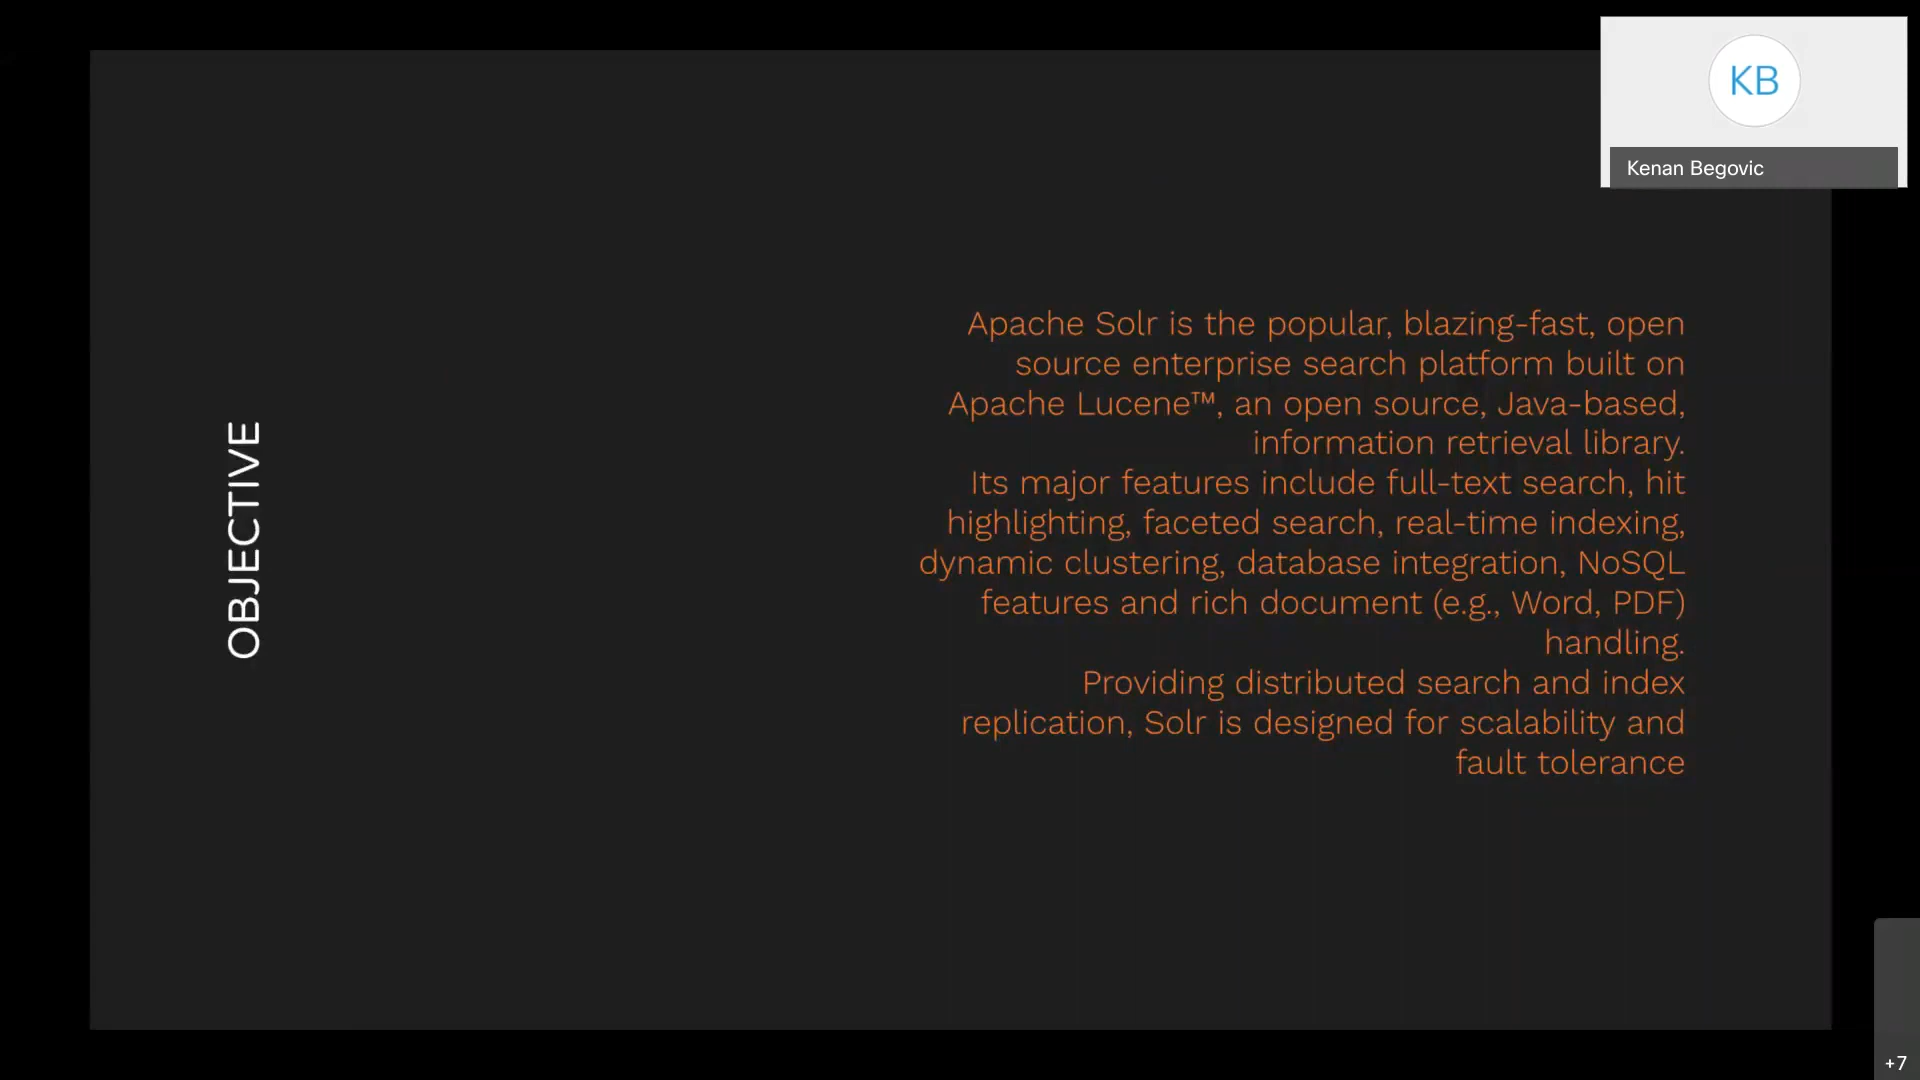 KB
Kenan Begovic
OBJECTIVE
Apache Solr is the popular, blazing-fast, open
source enterprise search platform built on
Apache Lucene™, an open source, Java-based,
information retrieval library.
Its major features include full-text search, hit
highlighting, faceted search, real-time indexing,
dynamic clustering, database integration, NoSQL
features and rich document (e.g., Word, PDF)
handling.
Providing distributed search and index
replication, Solr is designed for scalability and
fault tolerance
+7